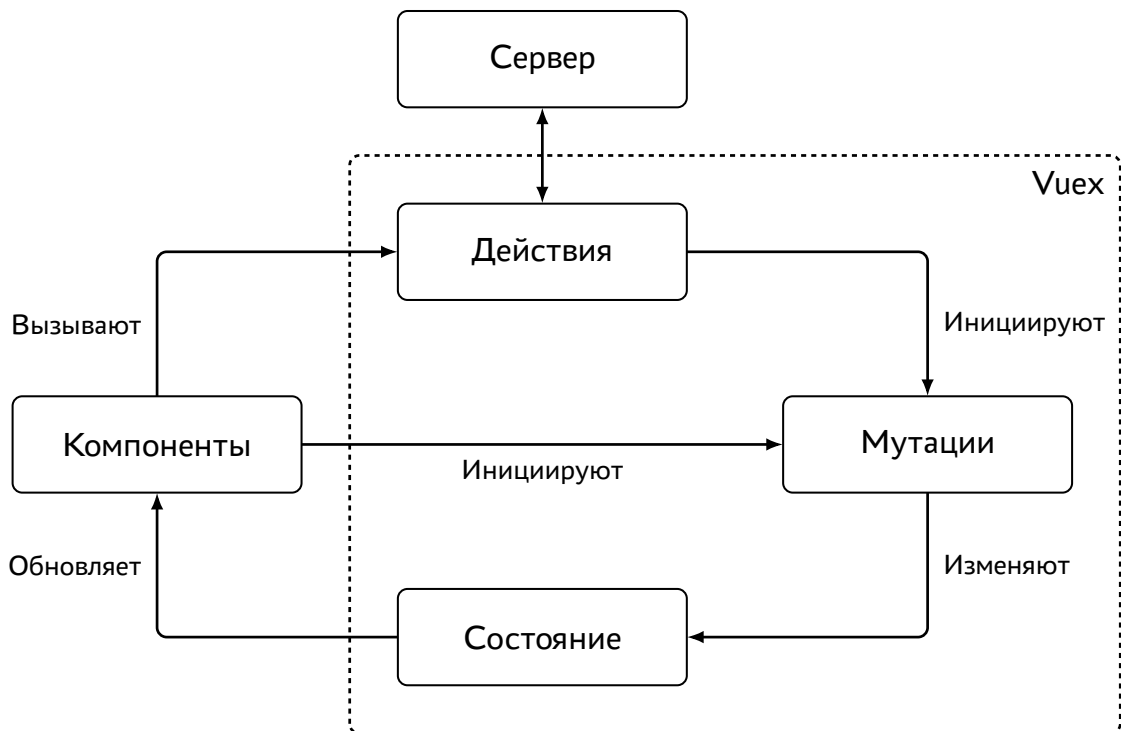 Сервер
Vuex
Действия
Вызывают
Инициируют
Компоненты
Мутации
Инициируют
Обновляет
Изменяют
Состояние